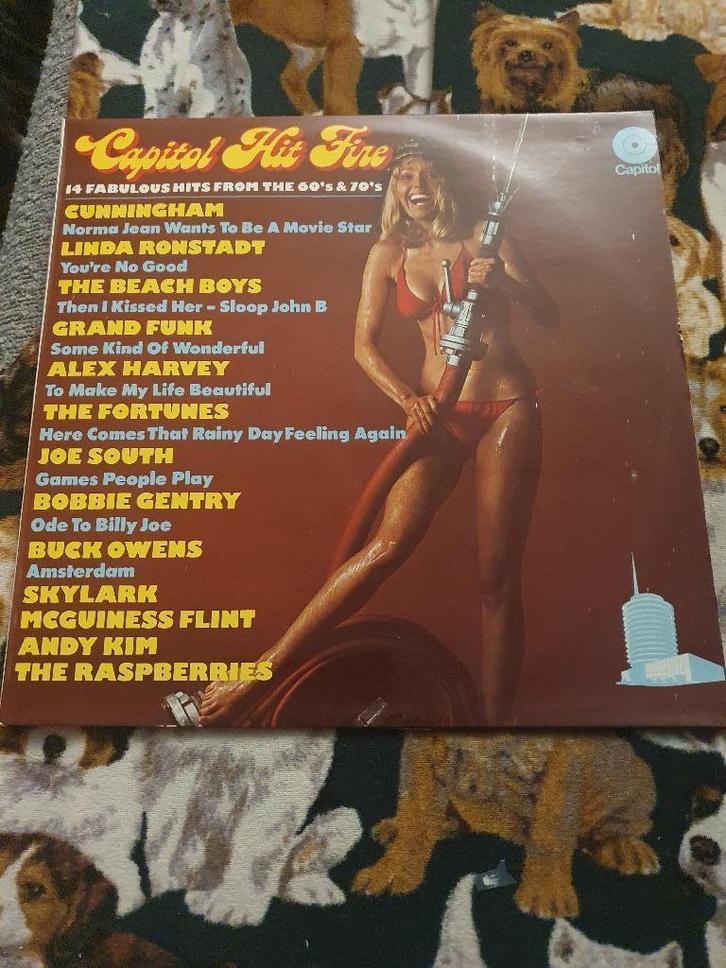 Capitol Hit Fire
Capitol
14 FABULOUS HITS FROM THE 60's & 70's
CUNNINGHAM
Norma Jean Wants To Be A Movie Star
LINDA RONSTADT
You're No Good
THE BEACH BOYS
Then I Kissed Her - Sloop John B
GRAND FUNK
Some Kind Of Wonderful
ALEX HARVEY
To Make My Life Beautiful
THE FORTUNES
Here Comes That Rainy Day Feeling Again
JOE SOUTH
Games People Play
BOBBIE GENTRY
Ode To Billy Joe
BUCK OWENS
Amsterdam
SKYLARK
MCGUINESS FLINT
ANDY KIM
THE RASPBERRIES